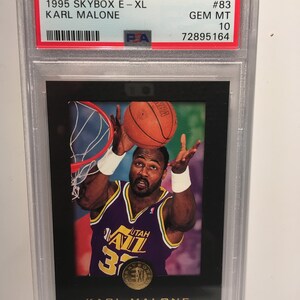 1995 SKYBOX E-XL #83
KARL MALONE GEM MT
10
PSA 72895164
UTAH
JAZZ
32
KARL MALONE